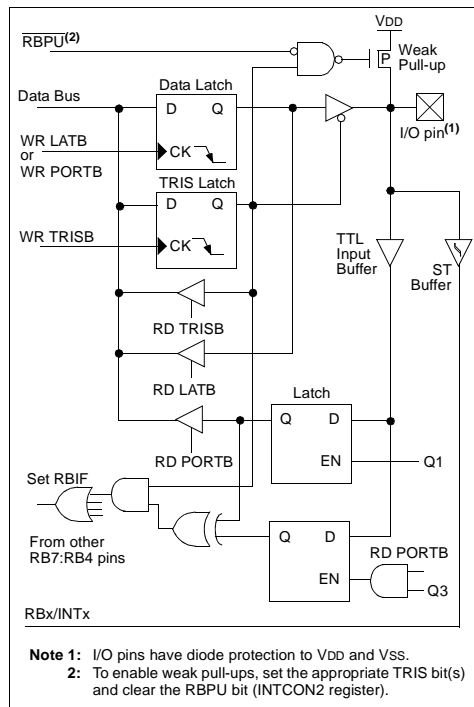 VDD
RBPU(2)
P
Weak
Pull-up
Data Bus
Data Latch
D Q
I/O pin(1)
WR LATB
or
WR PORTB
CK
TRIS Latch
D Q
WR TRISB
CK
TTL
Input
Buffer
ST
Buffer
RD TRISB
RD LATB
Latch
Q D
RD PORTB
EN
Q1
Set RBIF
Q D
RD PORTB
From other
RB7:RB4 pins
EN
Q3
RBx/INTx
Note 1: I/O pins have diode protection to VDD and VSS.
2: To enable weak pull-ups, set the appropriate TRIS bit(s)
and clear the RBPU bit (INTCON2 register).